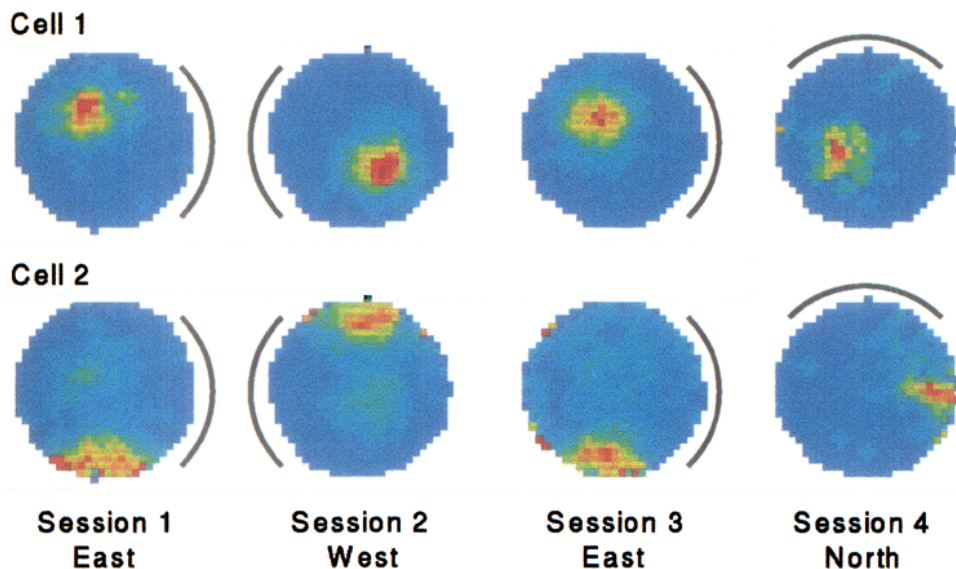 Cell 1
Cell 2
Session 1
East
Session 2
West
Session 3
East
Session 4
North